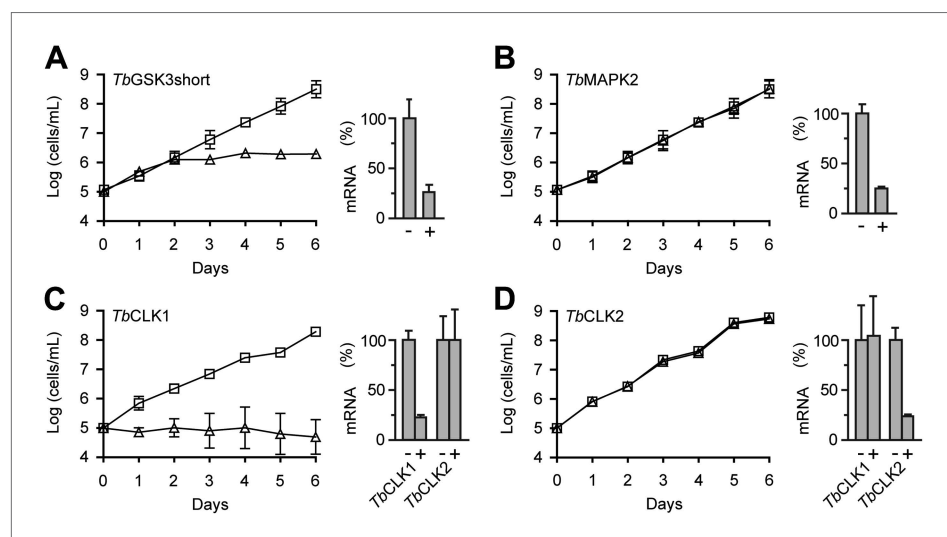 A
TbGSK3short
9
8
7
6
5
4
Log (cells/mL)
0 1 2 3 4 5 6
Days
mRNA (%)
100
50
0
- +
B
TbMAPK2
9
8
7
6
5
4
Log (cells/mL)
0 1 2 3 4 5 6
Days
mRNA (%)
100
50
0
- +
C
TbCLK1
9
8
7
6
5
4
Log (cells/mL)
0 1 2 3 4 5 6
Days
mRNA (%)
100
50
0
- + - +
TbCLK1 TbCLK2
D
TbCLK2
9
8
7
6
5
4
Log (cells/mL)
0 1 2 3 4 5 6
Days
mRNA (%)
100
50
0
- + - +
TbCLK1 TbCLK2